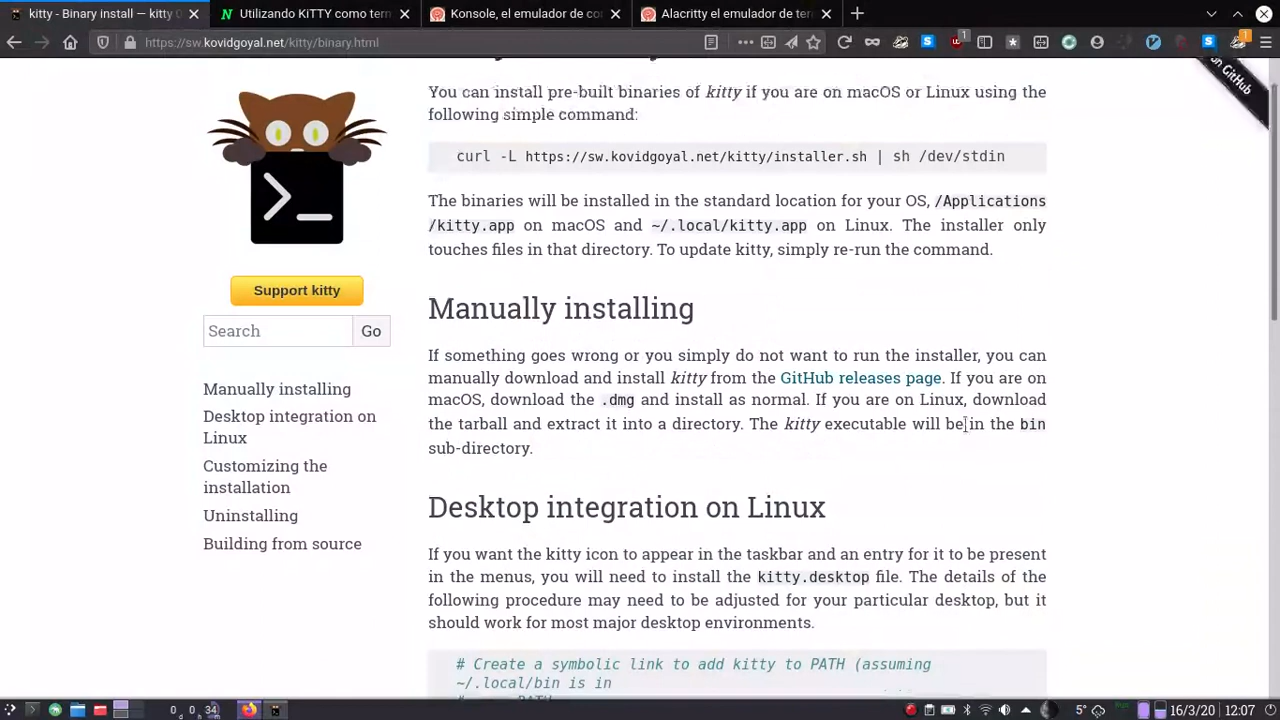 kitty - Binary install — kitty 0
Utilizando KITTY como term
Konsole, el emulador de co
Alacritty el emulador de te
https://sw.kovidgoyal.net/kitty/binary.html
1
1
on GitHub
You can install pre-built binaries of kitty if you are on macOS or Linux using the
following simple command:
curl -L https://sw.kovidgoyal.net/kitty/installer.sh | sh /dev/stdin
The binaries will be installed in the standard location for your OS, /Applications
/kitty.app on macOS and ~/.local/kitty.app on Linux. The installer only
touches files in that directory. To update kitty, simply re-run the command.
Support kitty
Search
Go
Manually installing
Desktop integration on
Linux
Customizing the
installation
Uninstalling
Building from source
Manually installing
If something goes wrong or you simply do not want to run the installer, you can
manually download and install kitty from the GitHub releases page. If you are on
macOS, download the .dmg and install as normal. If you are on Linux, download
the tarball and extract it into a directory. The kitty executable will be in the bin
sub-directory.
Desktop integration on Linux
If you want the kitty icon to appear in the taskbar and an entry for it to be present
in the menus, you will need to install the kitty.desktop file. The details of the
following procedure may need to be adjusted for your particular desktop, but it
should work for most major desktop environments.
# Create a symbolic link to add kitty to PATH (assuming
~/.local/bin is in
0 0 34
5°
16/3/20
12:07